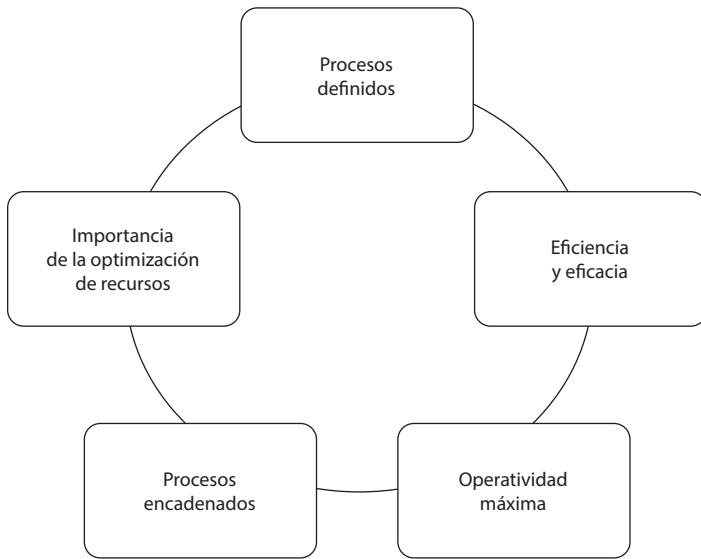 Procesos
definidos
Eficiencia
y eficacia
Operatividad
máxima
Procesos
encadenados
Importancia
de la optimización
de recursos